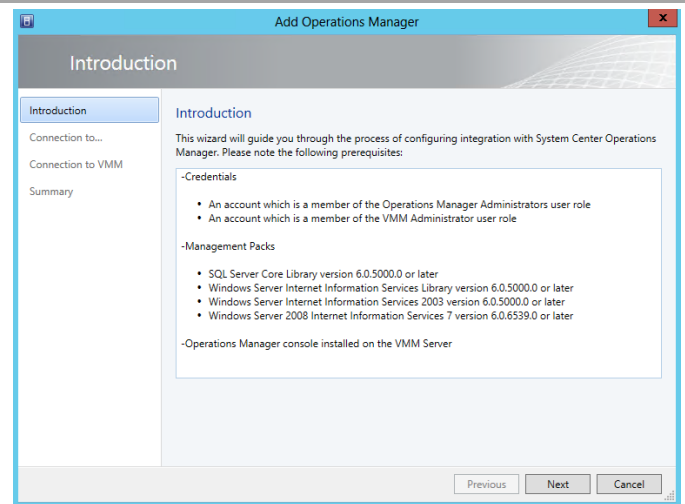 Add Operations Manager
x
Introduction
Introduction
Connection to...
Connection to VMM
Summary
Introduction
This wizard will guide you through the process of configuring integration with System Center Operations
Manager. Please note the following prerequisites:
-Credentials
• An account which is a member of the Operations Manager Administrators user role
• An account which is a member of the VMM Administrator user role
-Management Packs
• SQL Server Core Library version 6.0.5000.0 or later
• Windows Server Internet Information Services Library version 6.0.5000.0 or later
• Windows Server Internet Information Services 2003 version 6.0.5000.0 or later
• Windows Server 2008 Internet Information Services 7 version 6.0.6539.0 or later
-Operations Manager console installed on the VMM Server
Previous Next Cancel